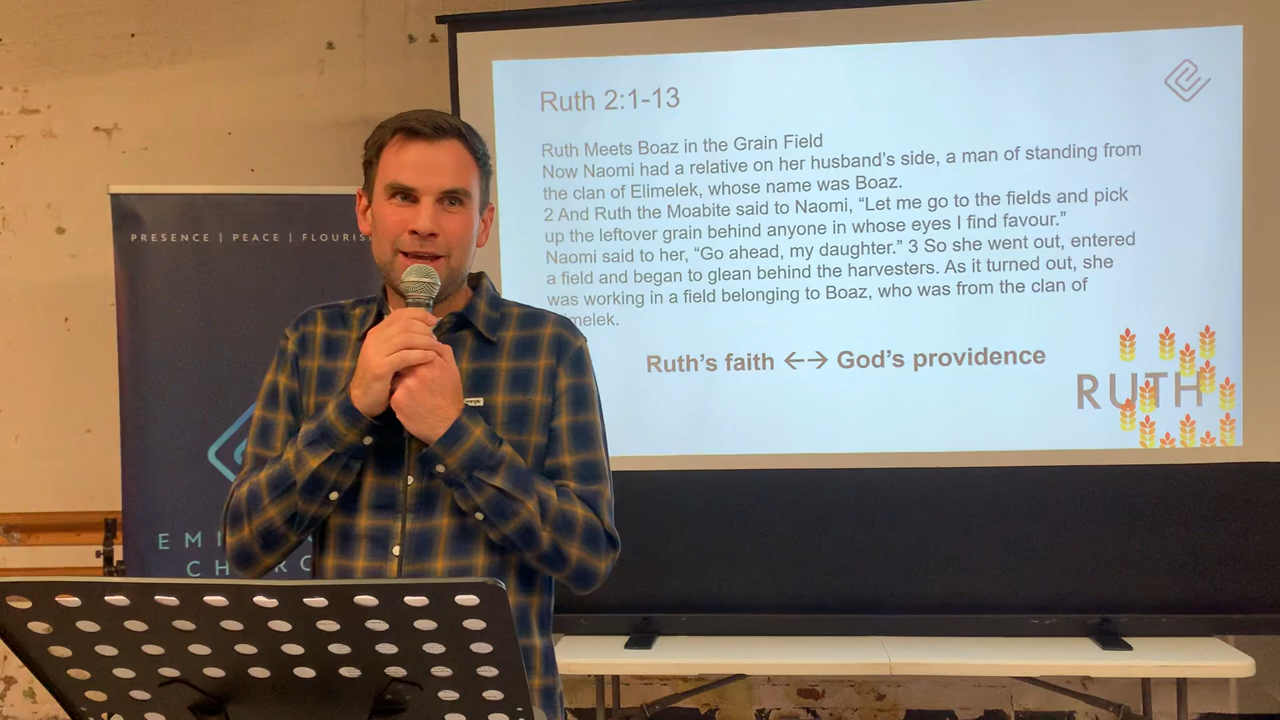 Ruth 2:1-13
Ruth Meets Boaz in the Grain Field
Now Naomi had a relative on her husband’s side, a man of standing from
the clan of Elimelek, whose name was Boaz.
2 And Ruth the Moabite said to Naomi, “Let me go to the fields and pick
up the leftover grain behind anyone in whose eyes I find favour.”
Naomi said to her, “Go ahead, my daughter.” 3 So she went out, entered
a field and began to glean behind the harvesters. As it turned out, she
was working in a field belonging to Boaz, who was from the clan of
Ruth’s faith ←→ God’s providence
RUTH
PRESENCE | PEACE |